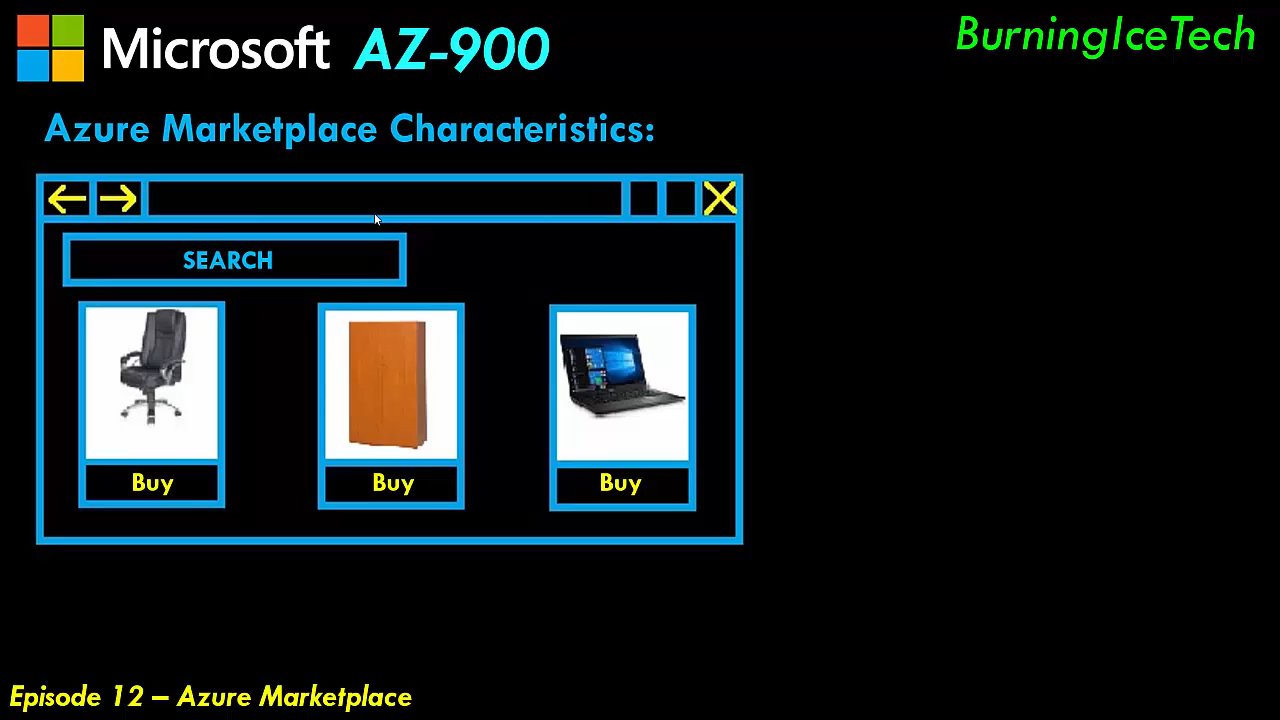 Microsoft AZ-900
BurningIceTech
Azure Marketplace Characteristics:
SEARCH
Buy
Buy
Buy
Episode 12 – Azure Marketplace